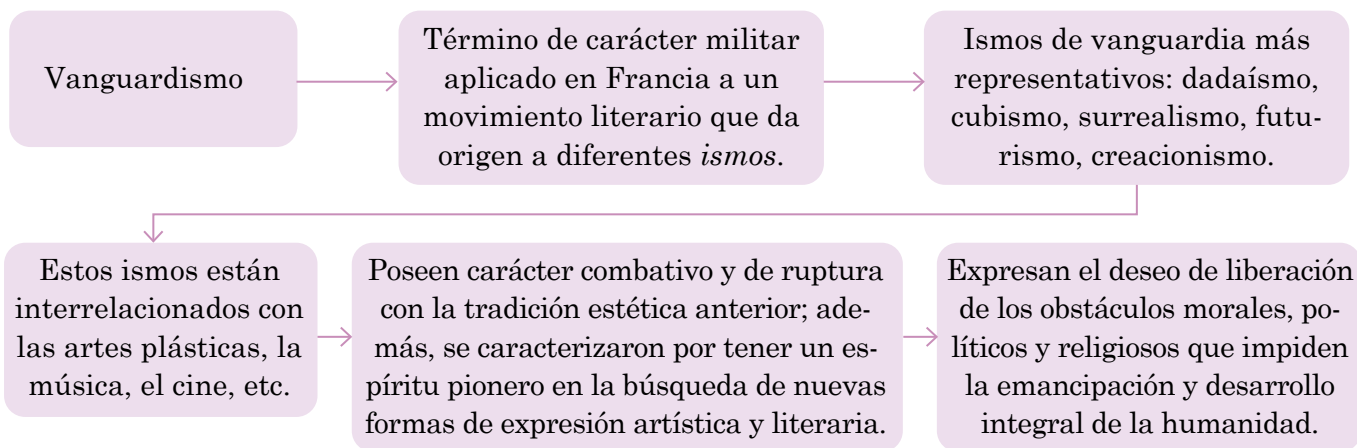 Vanguardismo
Término de carácter militar
aplicado en Francia a un
movimiento literario que da
origen a diferentes ismos.
Ismos de vanguardia más
representativos: dadaísmo,
cubismo, surrealismo, futu-
rismo, creacionismo.
Estos ismos están
interrelacionados con
las artes plásticas, la
música, el cine, etc.
Poseen carácter combativo y de ruptura
con la tradición estética anterior; ade-
más, se caracterizaron por tener un es-
píritu pionero en la búsqueda de nuevas
formas de expresión artística y literaria.
Expresan el deseo de liberación
de los obstáculos morales, po-
líticos y religiosos que impiden
la emancipación y desarrollo
integral de la humanidad.